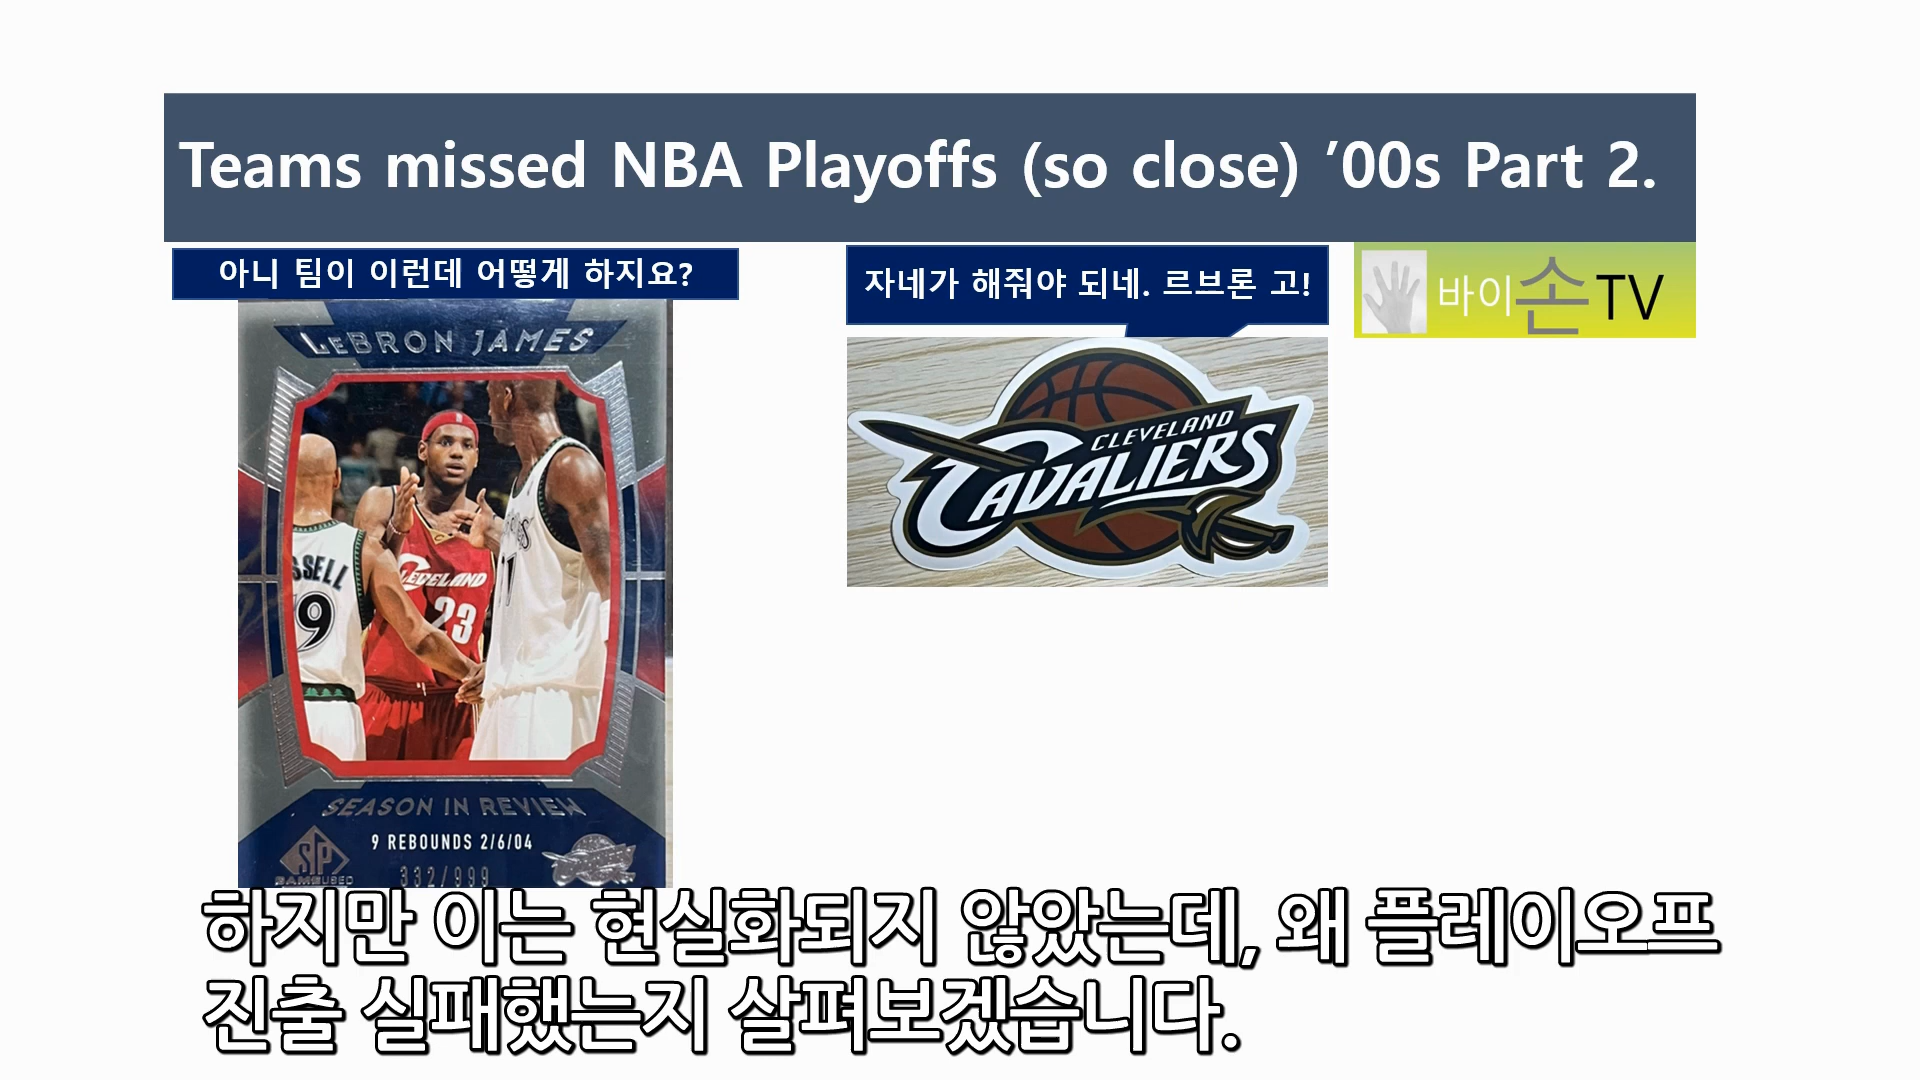 Teams missed NBA Playoffs (so close) ’00s Part 2.
아니 팀이 이런데 어떻게 하지요?
자네가 해줘야 되네. 르브론 고!
바이손TV
LEBRON JAMES
CLEVELAND
CAVALIERS
SSELL
9
CLEVELAND
23
SEASON IN REVIEW
9 REBOUNDS 2/6/04
SP
GAME USED
332/999
하지만 이는 현실화되지 않았는데, 왜 플레이오프
진출 실패했는지 살펴보겠습니다.